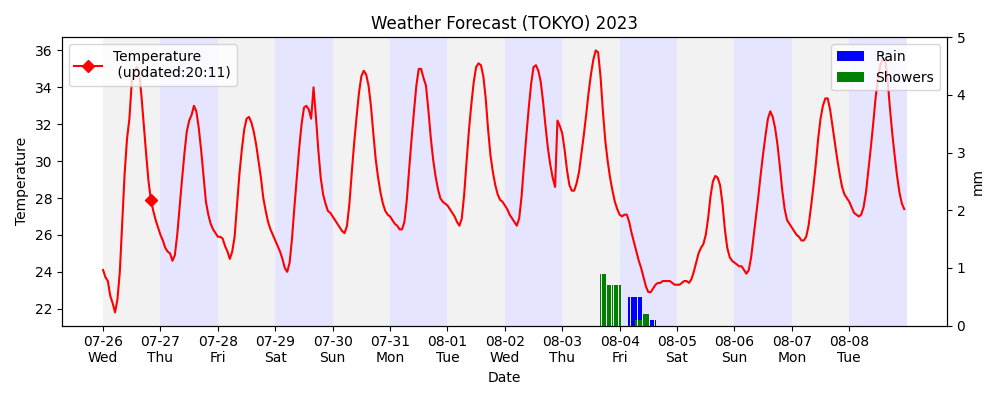 Weather Forecast (TOKYO) 2023
Temperature
(updated:20:11)
Rain
Showers
36
34
32
30
28
26
24
22
Temperature
5
4
3
2
1
0
mm
07-26 07-27 07-28 07-29 07-30 07-31 08-01 08-02 08-03 08-04 08-05 08-06 08-07 08-08
Wed Thu Fri Sat Sun Mon Tue Wed Thu Fri Sat Sun Mon Tue
Date